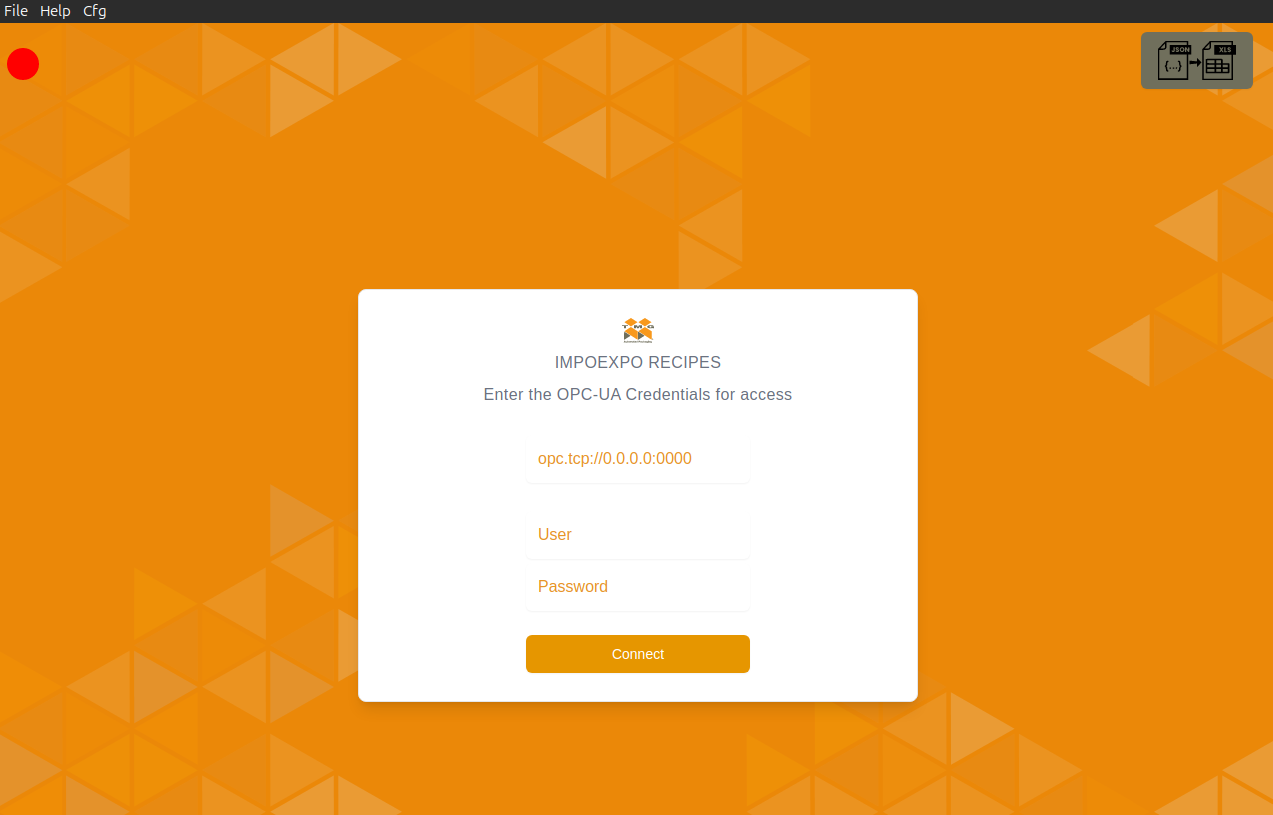 File Help Cfg
JSON
{...}
XLS
TMG
IMPOEXPO RECIPES
Enter the OPC-UA Credentials for access
opc.tcp://0.0.0.0:0000
User
Password
Connect